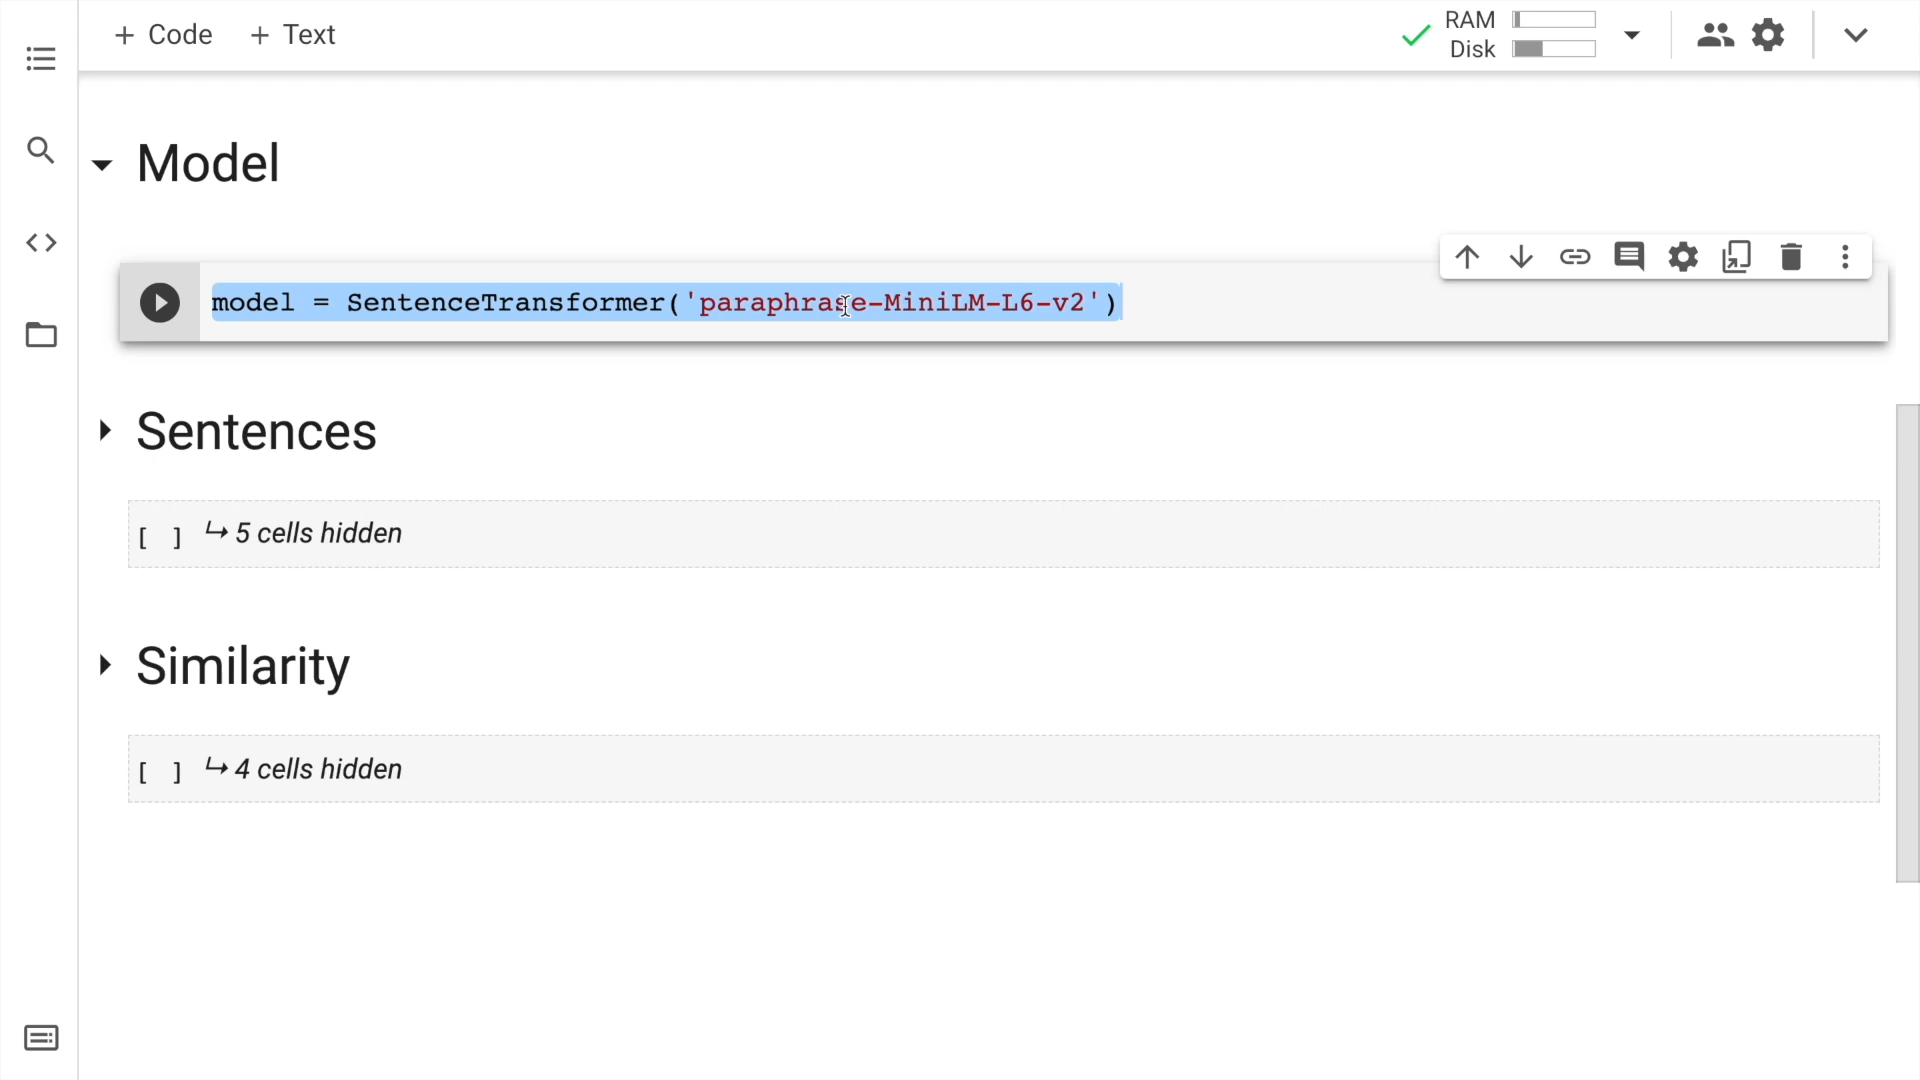 + Code + Text
RAM
Disk
Model
model = SentenceTransformer('paraphrase-MiniLM-L6-v2')
Sentences
[ ] ↳ 5 cells hidden
Similarity
[ ] ↳ 4 cells hidden